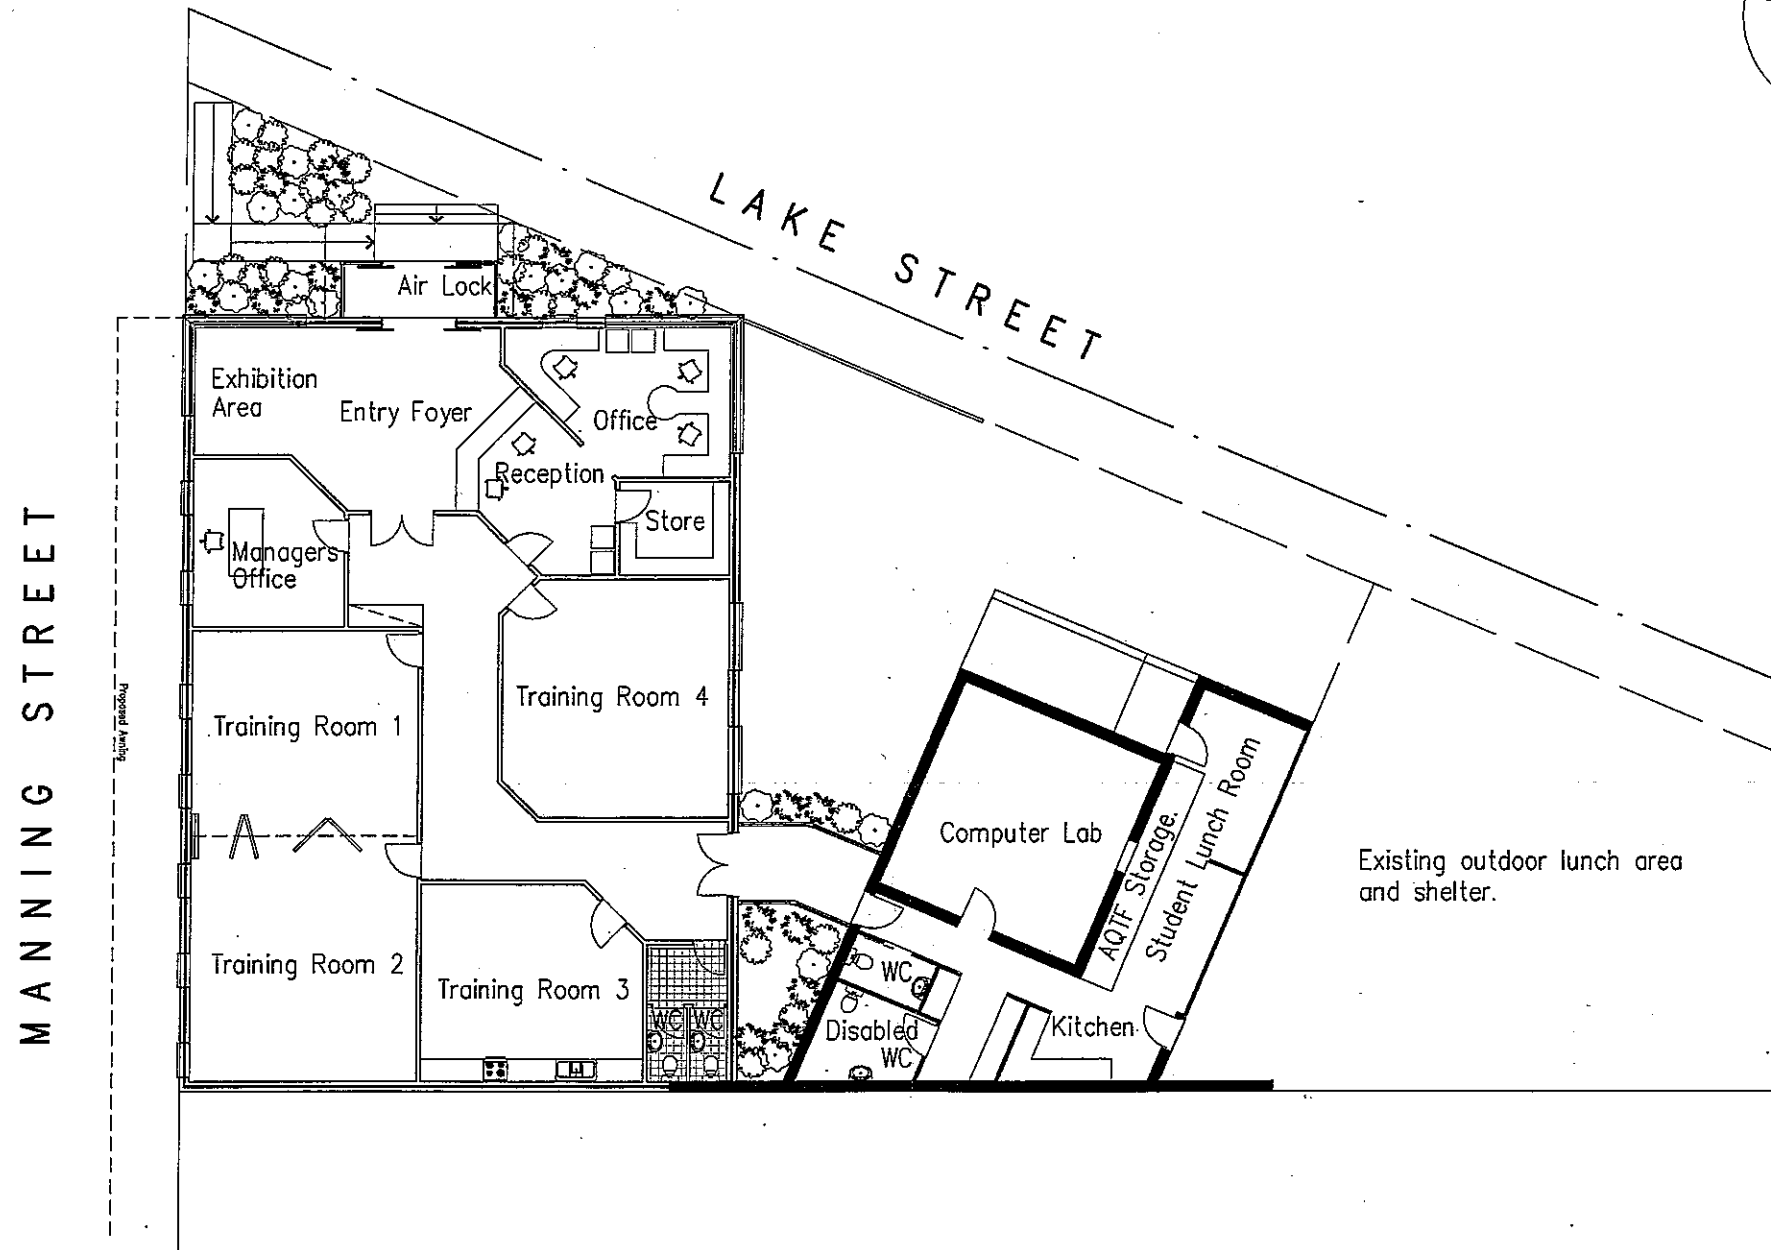 LAKE STREET
MANNING STREET
Proposed Awning
Air Lock
Exhibition
Area
Entry Foyer
Office
Reception
Store
Managers
Office
Training Room 1
Training Room 4
Training Room 2
Training Room 3
WC
WC
Computer Lab
AQTF Storage.
Student Lunch Room
WC
Disabled
WC
Kitchen
Existing outdoor lunch area
and shelter.